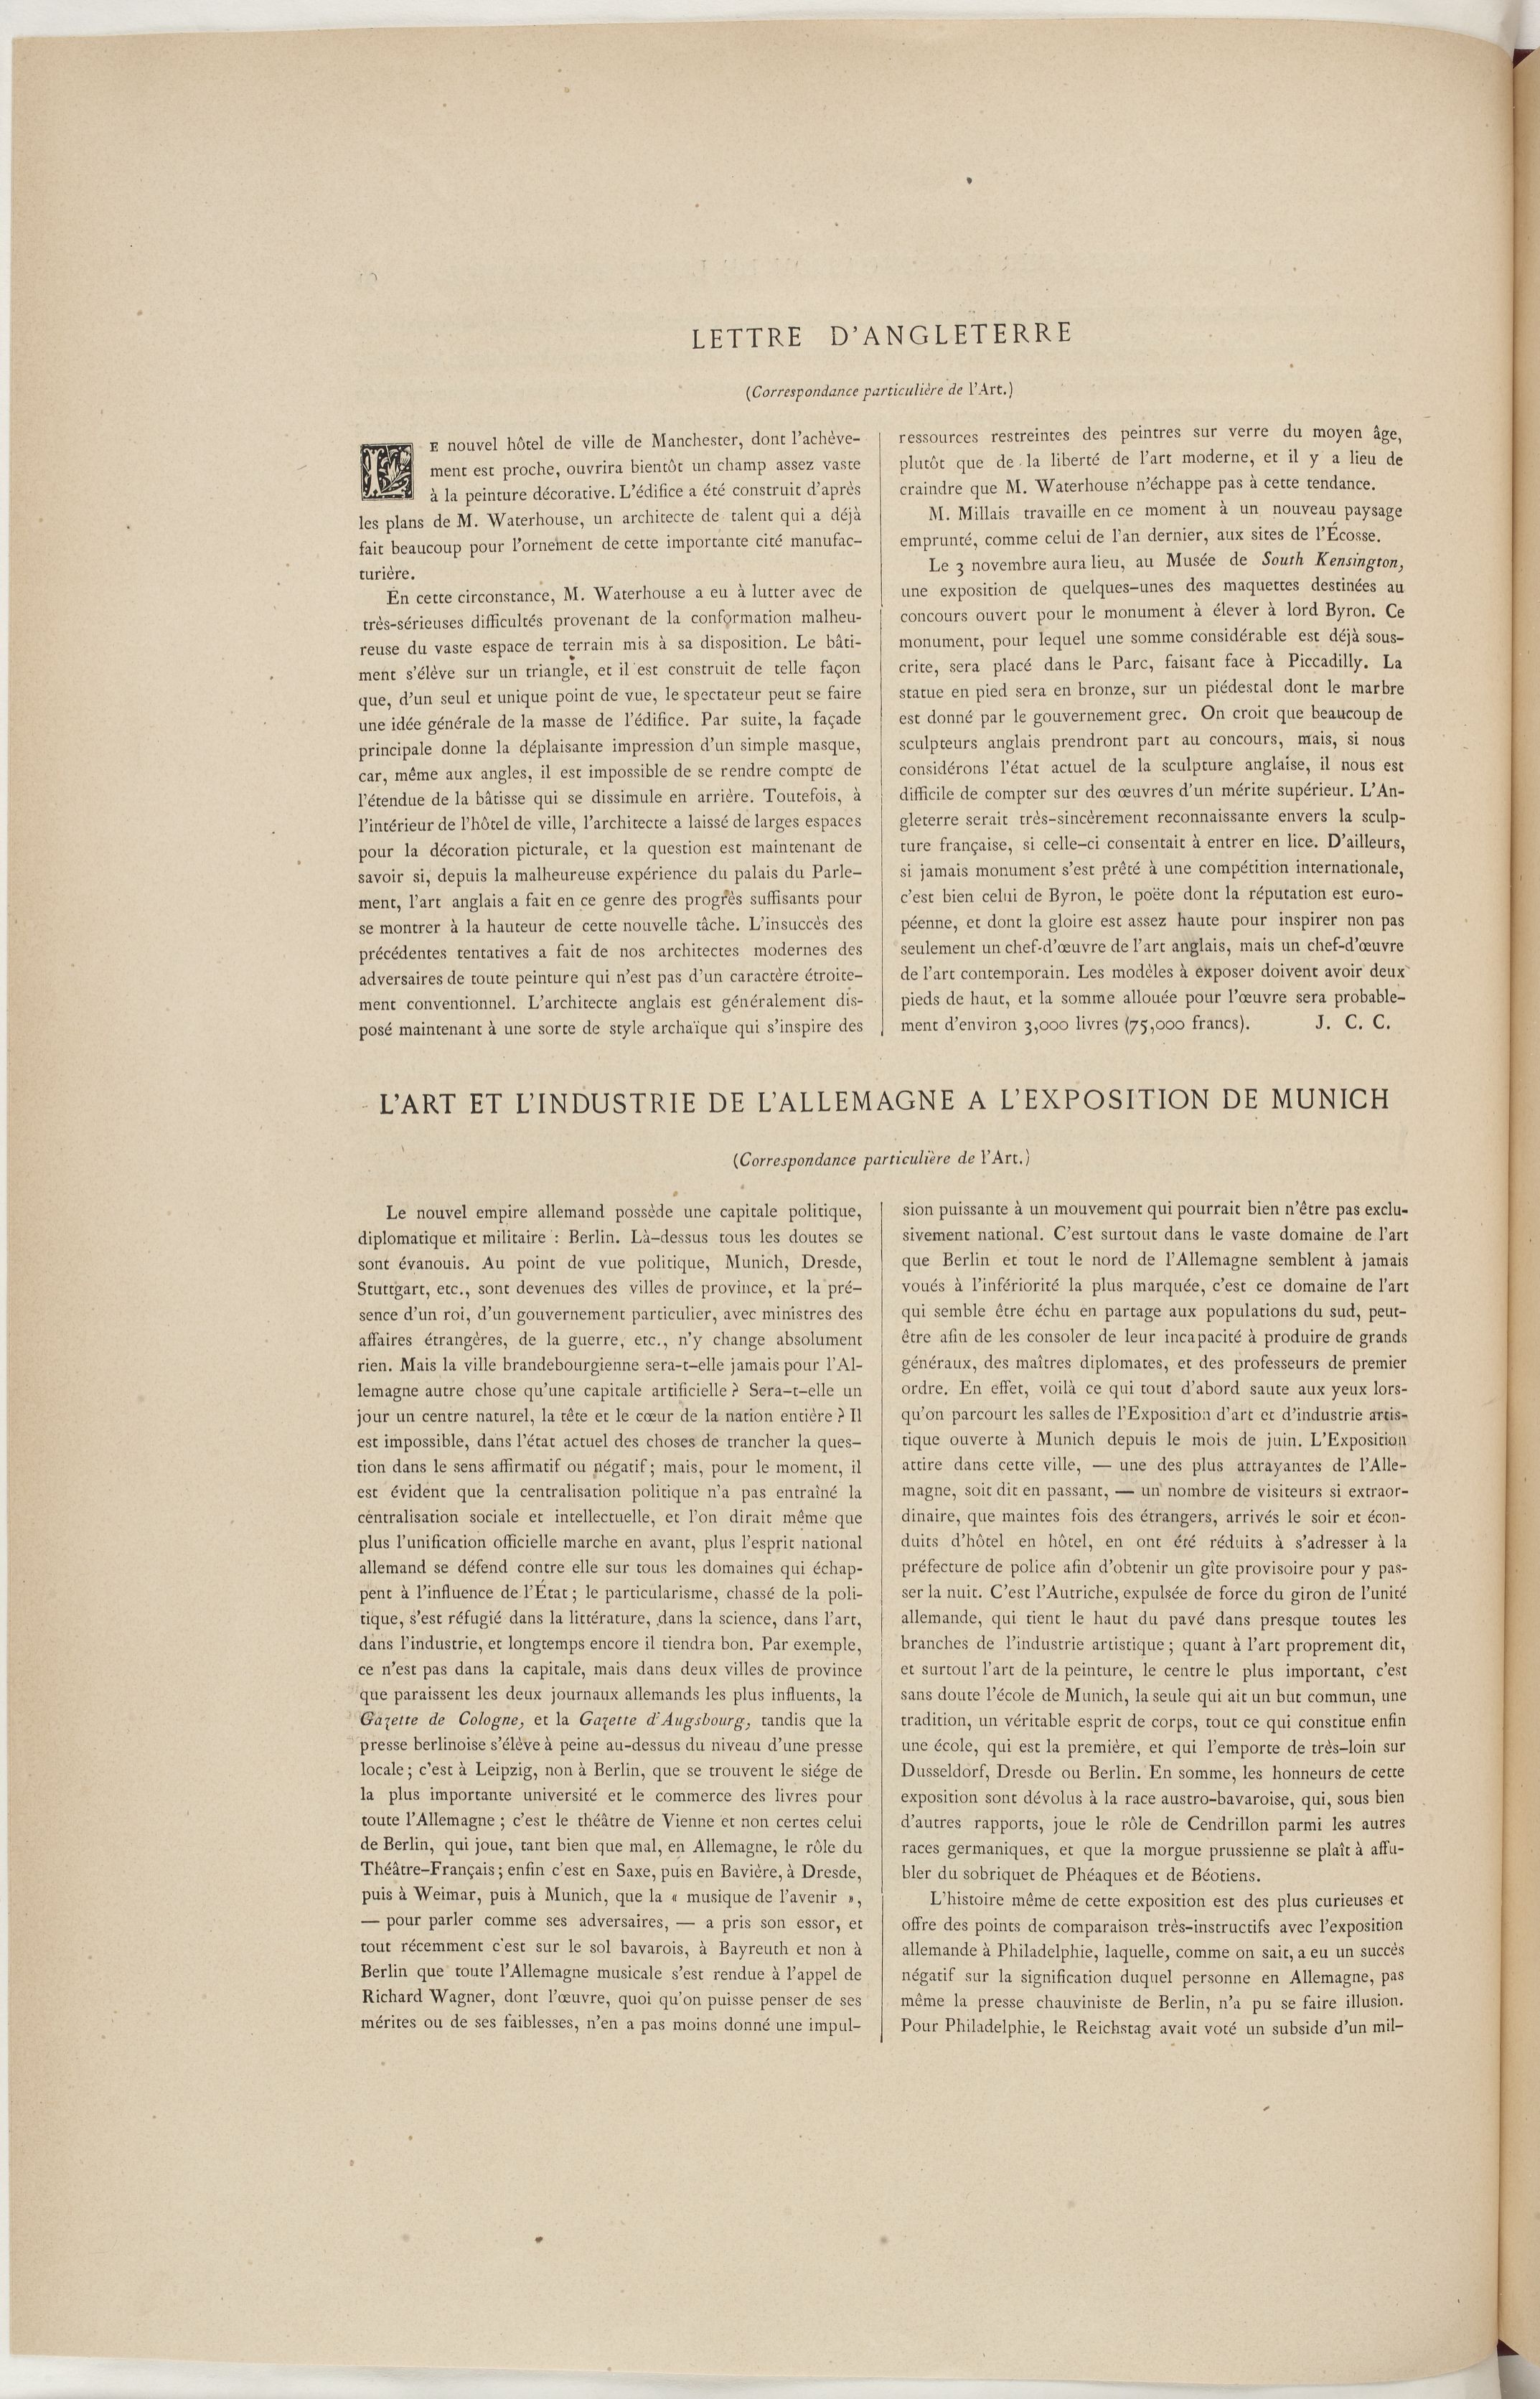 LETTRE D'ANGLETERRE
(Correspondance particulière de l'Art.)
LE nouvel hôtel de ville de Manchester, dont l'achève-
ment est proche, ouvrira bientôt un champ assez vaste
à la peinture décorative. L'édifice a été construit d'après
les plans de M. Waterhouse, un architecte de talent qui a déjà
fait beaucoup pour l'ornement de cette importante cité manufac-
turière.
En cette circonstance, M. Waterhouse a eu à lutter avec de
très-sérieuses difficultés provenant de la conformation malheu-
reuse du vaste espace de terrain mis à sa disposition. Le bâti-
ment s'élève sur un triangle, et il est construit de telle façon
que, d'un seul et unique point de vue, le spectateur peut se faire
une idée générale de la masse de l'édifice. Par suite, la façade
principale donne la déplaisante impression d'un simple masque,
car, même aux angles, il est impossible de se rendre compte de
l'étendue de la bâtisse qui se dissimule en arrière. Toutefois, à
l'intérieur de l'hôtel de ville, l'architecte a laissé de larges espaces
pour la décoration picturale, et la question est maintenant de
savoir si, depuis la malheureuse expérience du palais du Parle-
ment, l'art anglais a fait en ce genre des progrès suffisants pour
se montrer à la hauteur de cette nouvelle tâche. L'insuccès des
précédentes tentatives a fait de nos architectes modernes des
adversaires de toute peinture qui n'est pas d'un caractère étroite-
ment conventionnel. L'architecte anglais est généralement dis-
posé maintenant à une sorte de style archaïque qui s'inspire des
ressources restreintes des peintres sur verre du moyen âge,
plutôt que de la liberté de l'art moderne, et il y a lieu de
craindre que M. Waterhouse n'échappe pas à cette tendance.
M. Millais travaille en ce moment à un nouveau paysage
emprunté, comme celui de l'an dernier, aux sites de l'Écosse.
Le 3 novembre aura lieu, au Musée de South Kensington,
une exposition de quelques-unes des maquettes destinées au
concours ouvert pour le monument à élever à lord Byron. Ce
monument, pour lequel une somme considérable est déjà sous-
crite, sera placé dans le Parc, faisant face à Piccadilly. La
statue en pied sera en bronze, sur un piédestal dont le marbre
est donné par le gouvernement grec. On croit que beaucoup de
sculpteurs anglais prendront part au concours, mais, si nous
considérons l'état actuel de la sculpture anglaise, il nous est
difficile de compter sur des œuvres d'un mérite supérieur. L'An-
gleterre serait très-sincèrement reconnaissante envers la sculp-
ture française, si celle-ci consentait à entrer en lice. D'ailleurs,
si jamais monument s'est prêté à une compétition internationale,
c'est bien celui de Byron, le poëte dont la réputation est euro-
péenne, et dont la gloire est assez haute pour inspirer non pas
seulement un chef-d'œuvre de l'art anglais, mais un chef-d'œuvre
de l'art contemporain. Les modèles à exposer doivent avoir deux
pieds de haut, et la somme allouée pour l'œuvre sera probable-
ment d'environ 3,000 livres (75,000 francs). J. C. C.
L'ART ET L'INDUSTRIE DE L'ALLEMAGNE A L'EXPOSITION DE MUNICH
(Correspondance particulière de l'Art.)
Le nouvel empire allemand possède une capitale politique,
diplomatique et militaire : Berlin. Là-dessus tous les doutes se
sont évanouis. Au point de vue politique, Munich, Dresde,
Stuttgart, etc., sont devenues des villes de province, et la pré-
sence d'un roi, d'un gouvernement particulier, avec ministres des
affaires étrangères, de la guerre, etc., n'y change absolument
rien. Mais la ville brandebourgienne sera-t-elle jamais pour l'Al-
lemagne autre chose qu'une capitale artificielle ? Sera-t-elle un
jour un centre naturel, la tête et le cœur de la nation entière ? Il
est impossible, dans l'état actuel des choses de trancher la ques-
tion dans le sens affirmatif ou négatif ; mais, pour le moment, il
est évident que la centralisation politique n'a pas entraîné la
centralisation sociale et intellectuelle, et l'on dirait même que
plus l'unification officielle marche en avant, plus l'esprit national
allemand se défend contre elle sur tous les domaines qui échap-
pent à l'influence de l'État ; le particularisme, chassé de la poli-
tique, s'est réfugié dans la littérature, dans la science, dans l'art,
dans l'industrie, et longtemps encore il tiendra bon. Par exemple,
ce n'est pas dans la capitale, mais dans deux villes de province
que paraissent les deux journaux allemands les plus influents, la
Gazette de Cologne, et la Gazette d'Augsbourg, tandis que la
presse berlinoise s'élève à peine au-dessus du niveau d'une presse
locale ; c'est à Leipzig, non à Berlin, que se trouvent le siége de
la plus importante université et le commerce des livres pour
toute l'Allemagne ; c'est le théâtre de Vienne et non certes celui
de Berlin, qui joue, tant bien que mal, en Allemagne, le rôle du
Théâtre-Français ; enfin c'est en Saxe, puis en Bavière, à Dresde,
puis à Weimar, puis à Munich, que la « musique de l'avenir »,
— pour parler comme ses adversaires, — a pris son essor, et
tout récemment c'est sur le sol bavarois, à Bayreuth et non à
Berlin que toute l'Allemagne musicale s'est rendue à l'appel de
Richard Wagner, dont l'œuvre, quoi qu'on puisse penser de ses
mérites ou de ses faiblesses, n'en a pas moins donné une impul-
sion puissante à un mouvement qui pourrait bien n'être pas exclu-
sivement national. C'est surtout dans le vaste domaine de l'art
que Berlin et tout le nord de l'Allemagne semblent à jamais
voués à l'infériorité la plus marquée, c'est ce domaine de l'art
qui semble être échu en partage aux populations du sud, peut-
être afin de les consoler de leur incapacité à produire de grands
généraux, des maîtres diplomates, et des professeurs de premier
ordre. En effet, voilà ce qui tout d'abord saute aux yeux lors-
qu'on parcourt les salles de l'Exposition d'art et d'industrie artis-
tique ouverte à Munich depuis le mois de juin. L'Exposition
attire dans cette ville, — une des plus attrayantes de l'Alle-
magne, soit dit en passant, — un nombre de visiteurs si extraor-
dinaire, que maintes fois des étrangers, arrivés le soir et écon-
duits d'hôtel en hôtel, en ont été réduits à s'adresser à la
préfecture de police afin d'obtenir un gîte provisoire pour y pas-
ser la nuit. C'est l'Autriche, expulsée de force du giron de l'unité
allemande, qui tient le haut du pavé dans presque toutes les
branches de l'industrie artistique ; quant à l'art proprement dit,
et surtout l'art de la peinture, le centre le plus important, c'est
sans doute l'école de Munich, la seule qui ait un but commun, une
tradition, un véritable esprit de corps, tout ce qui constitue enfin
une école, qui est la première, et qui l'emporte de très-loin sur
Dusseldorf, Dresde ou Berlin. En somme, les honneurs de cette
exposition sont dévolus à la race austro-bavaroise, qui, sous bien
d'autres rapports, joue le rôle de Cendrillon parmi les autres
races germaniques, et que la morgue prussienne se plaît à affu-
bler du sobriquet de Phéaques et de Béotiens.
L'histoire même de cette exposition est des plus curieuses et
offre des points de comparaison très-instructifs avec l'exposition
allemande à Philadelphie, laquelle, comme on sait, a eu un succès
négatif sur la signification duquel personne en Allemagne, pas
même la presse chauviniste de Berlin, n'a pu se faire illusion.
Pour Philadelphie, le Reichstag avait voté un subside d'un mil-